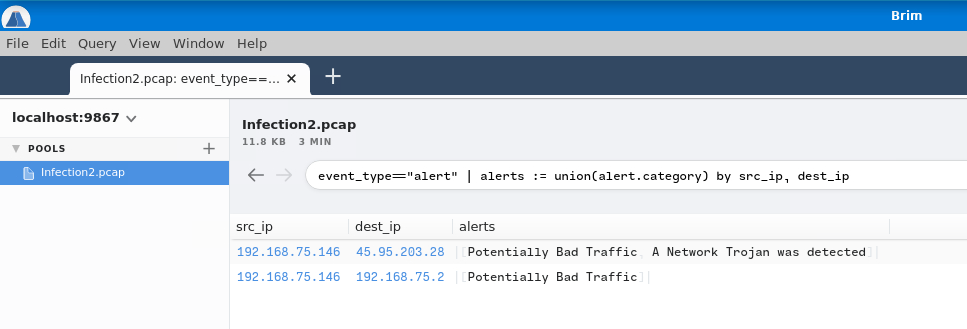 Brim
File Edit Query View Window Help
Infection2.pcap: event_type==... ✕ +
localhost:9867
POOLS +
Infection2.pcap
Infection2.pcap
11.8 KB 3 MIN
event_type=="alert" | alerts := union(alert.category) by src_ip, dest_ip
src_ip dest_ip alerts
192.168.75.146 45.95.203.28 |[Potentially Bad Traffic, A Network Trojan was detected]|
192.168.75.146 192.168.75.2 |[Potentially Bad Traffic]|